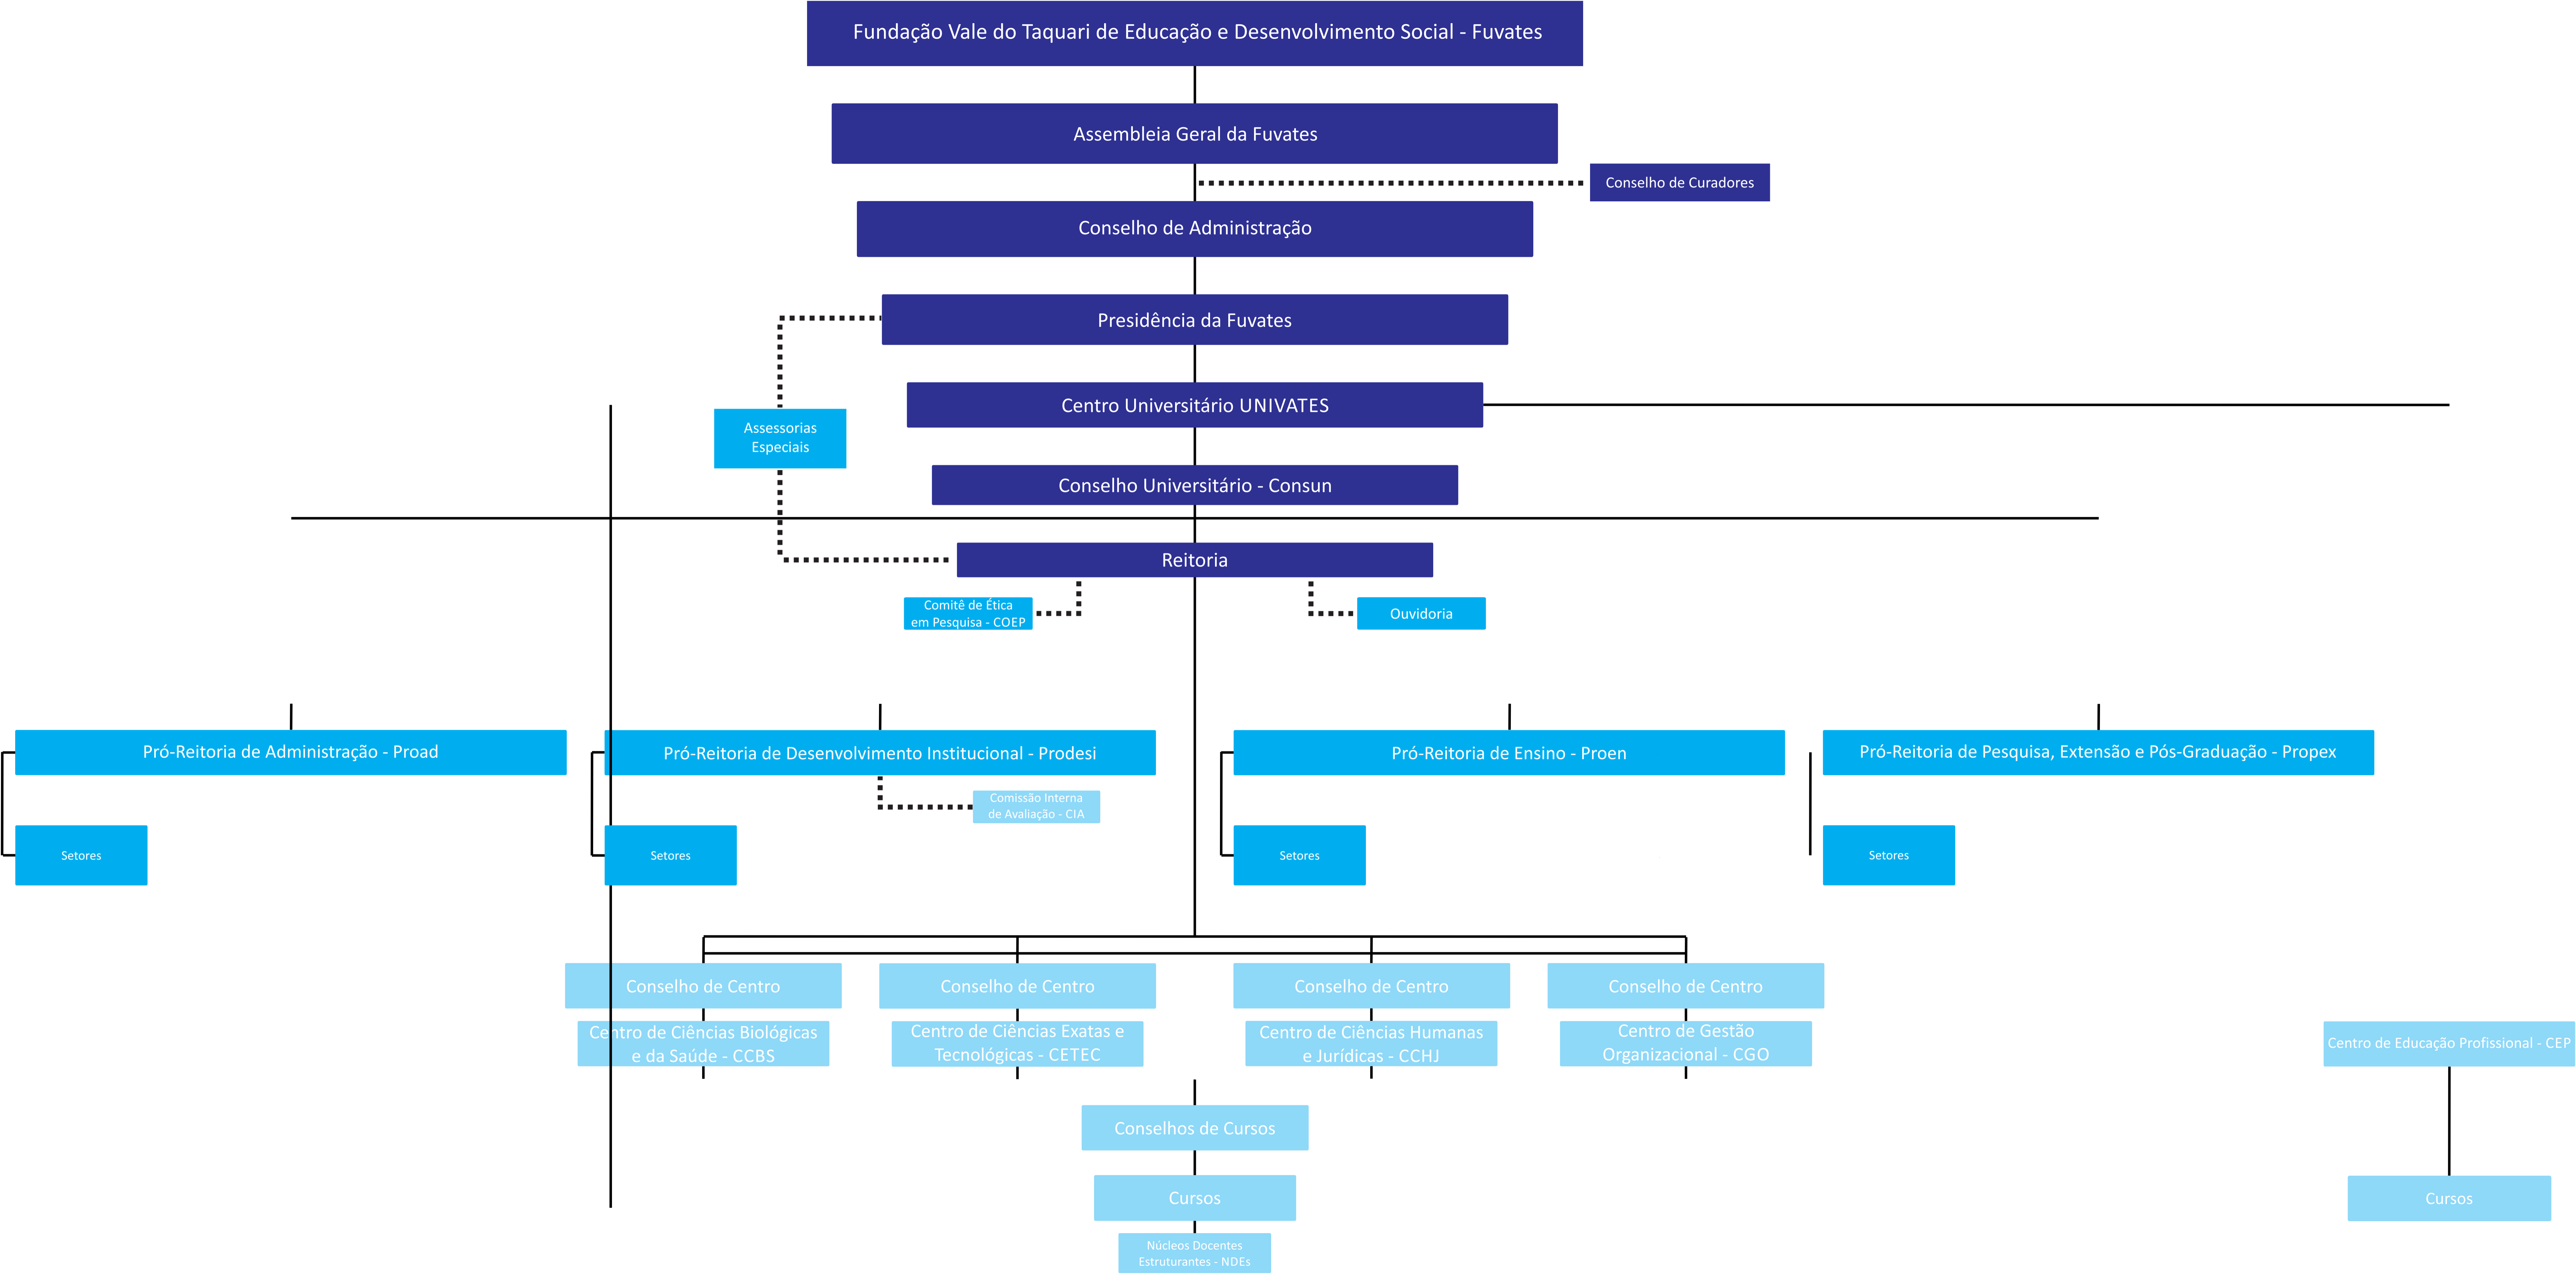 Fundação Vale do Taquari de Educação e Desenvolvimento Social - Fuvates
Assembleia Geral da Fuvates
Conselho de Curadores
Conselho de Administração
Presidência da Fuvates
Centro Universitário UNIVATES
Assessorias
Especiais
Conselho Universitário - Consun
Reitoria
Comitê de Ética
em Pesquisa - COEP
Ouvidoria
Pró-Reitoria de Administração - Proad
Pró-Reitoria de Desenvolvimento Institucional - Prodesi
Pró-Reitoria de Ensino - Proen
Pró-Reitoria de Pesquisa, Extensão e Pós-Graduação - Propex
Comissão Interna
de Avaliação - CIA
Setores
Setores
Setores
Setores
Conselho de Centro
Conselho de Centro
Conselho de Centro
Conselho de Centro
Centro de Ciências Biológicas
e da Saúde - CCBS
Centro de Ciências Exatas e
Tecnológicas - CETEC
Centro de Ciências Humanas
e Jurídicas - CCHJ
Centro de Gestão
Organizacional - CGO
Centro de Educação Profissional - CEP
Conselhos de Cursos
Cursos
Cursos
Núcleos Docentes
Estruturantes - NDEs